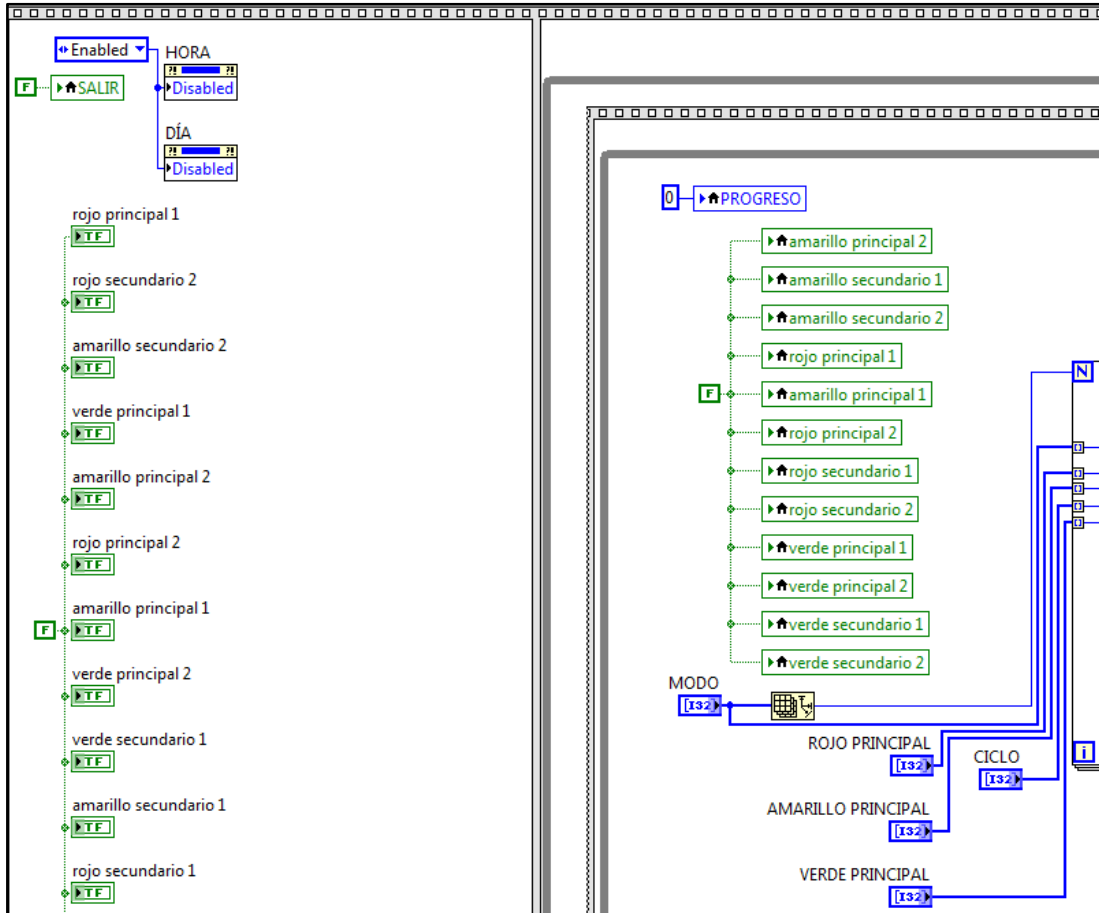 Enabled
HORA
Disabled
F
SALIR
DÍA
Disabled
rojo principal 1
TF
rojo secundario 2
TF
amarillo secundario 2
TF
verde principal 1
TF
amarillo principal 2
TF
rojo principal 2
TF
amarillo principal 1
F
TF
verde principal 2
TF
verde secundario 1
TF
amarillo secundario 1
TF
rojo secundario 1
TF
0
PROGRESO
amarillo principal 2
amarillo secundario 1
amarillo secundario 2
rojo principal 1
F
amarillo principal 1
rojo principal 2
rojo secundario 1
rojo secundario 2
verde principal 1
verde principal 2
verde secundario 1
verde secundario 2
N
MODO
[I32]
ROJO PRINCIPAL
[I32]
CICLO
[I32]
i
AMARILLO PRINCIPAL
[I32]
VERDE PRINCIPAL
[I32]